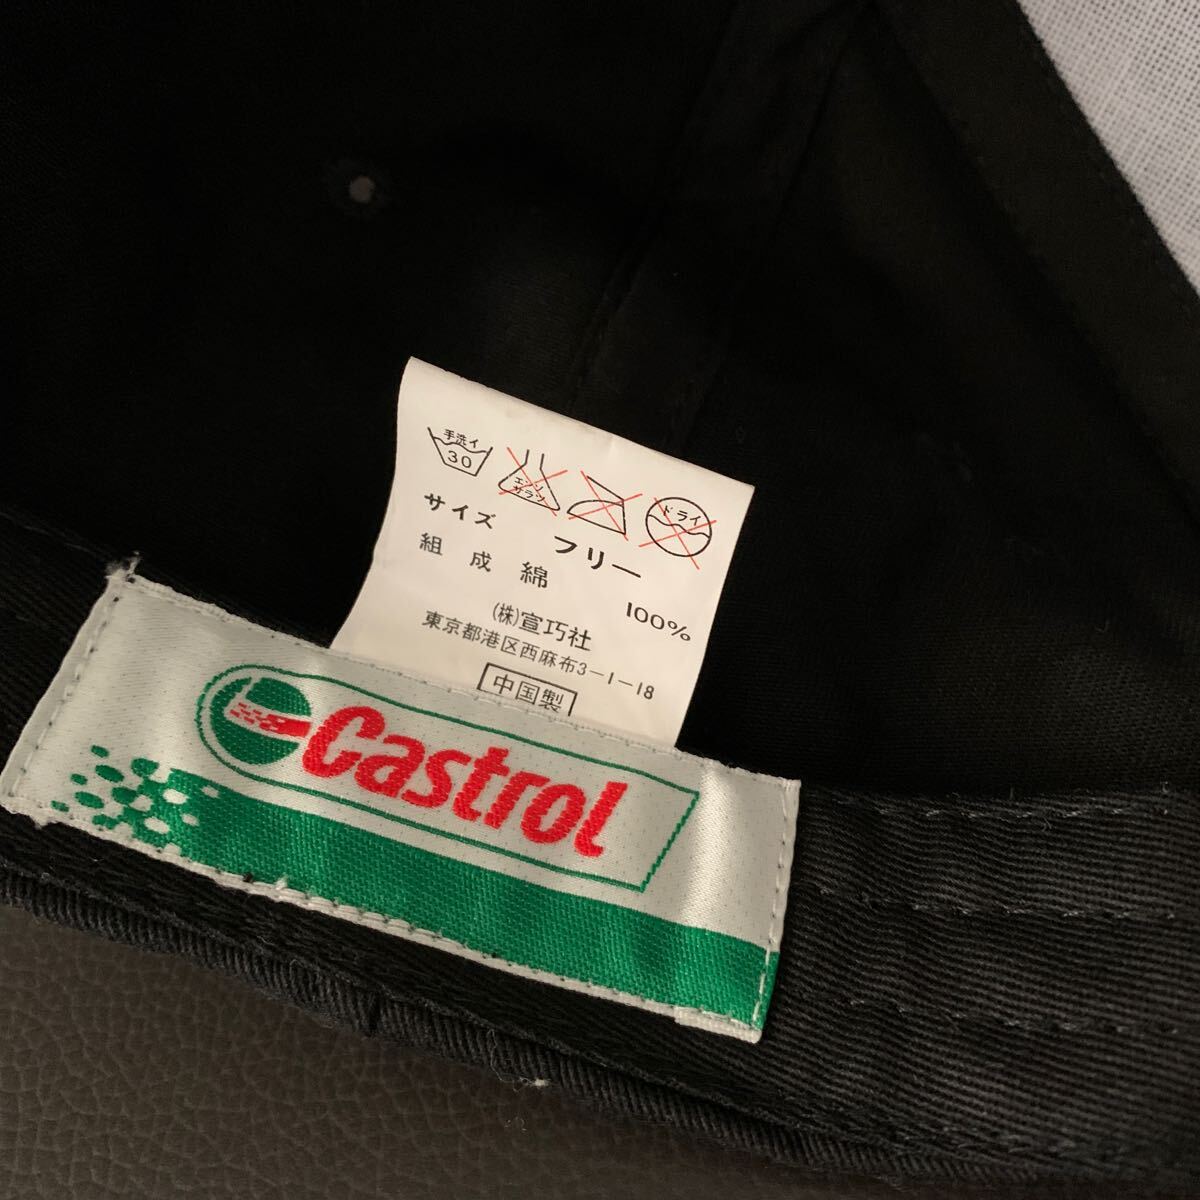 手洗イ
30
エンソ
サラシ
ドライ
サイズ フリー
組成 綿 100%
(株)宣巧社
東京都港区西麻布3-1-18
中国製
Castrol